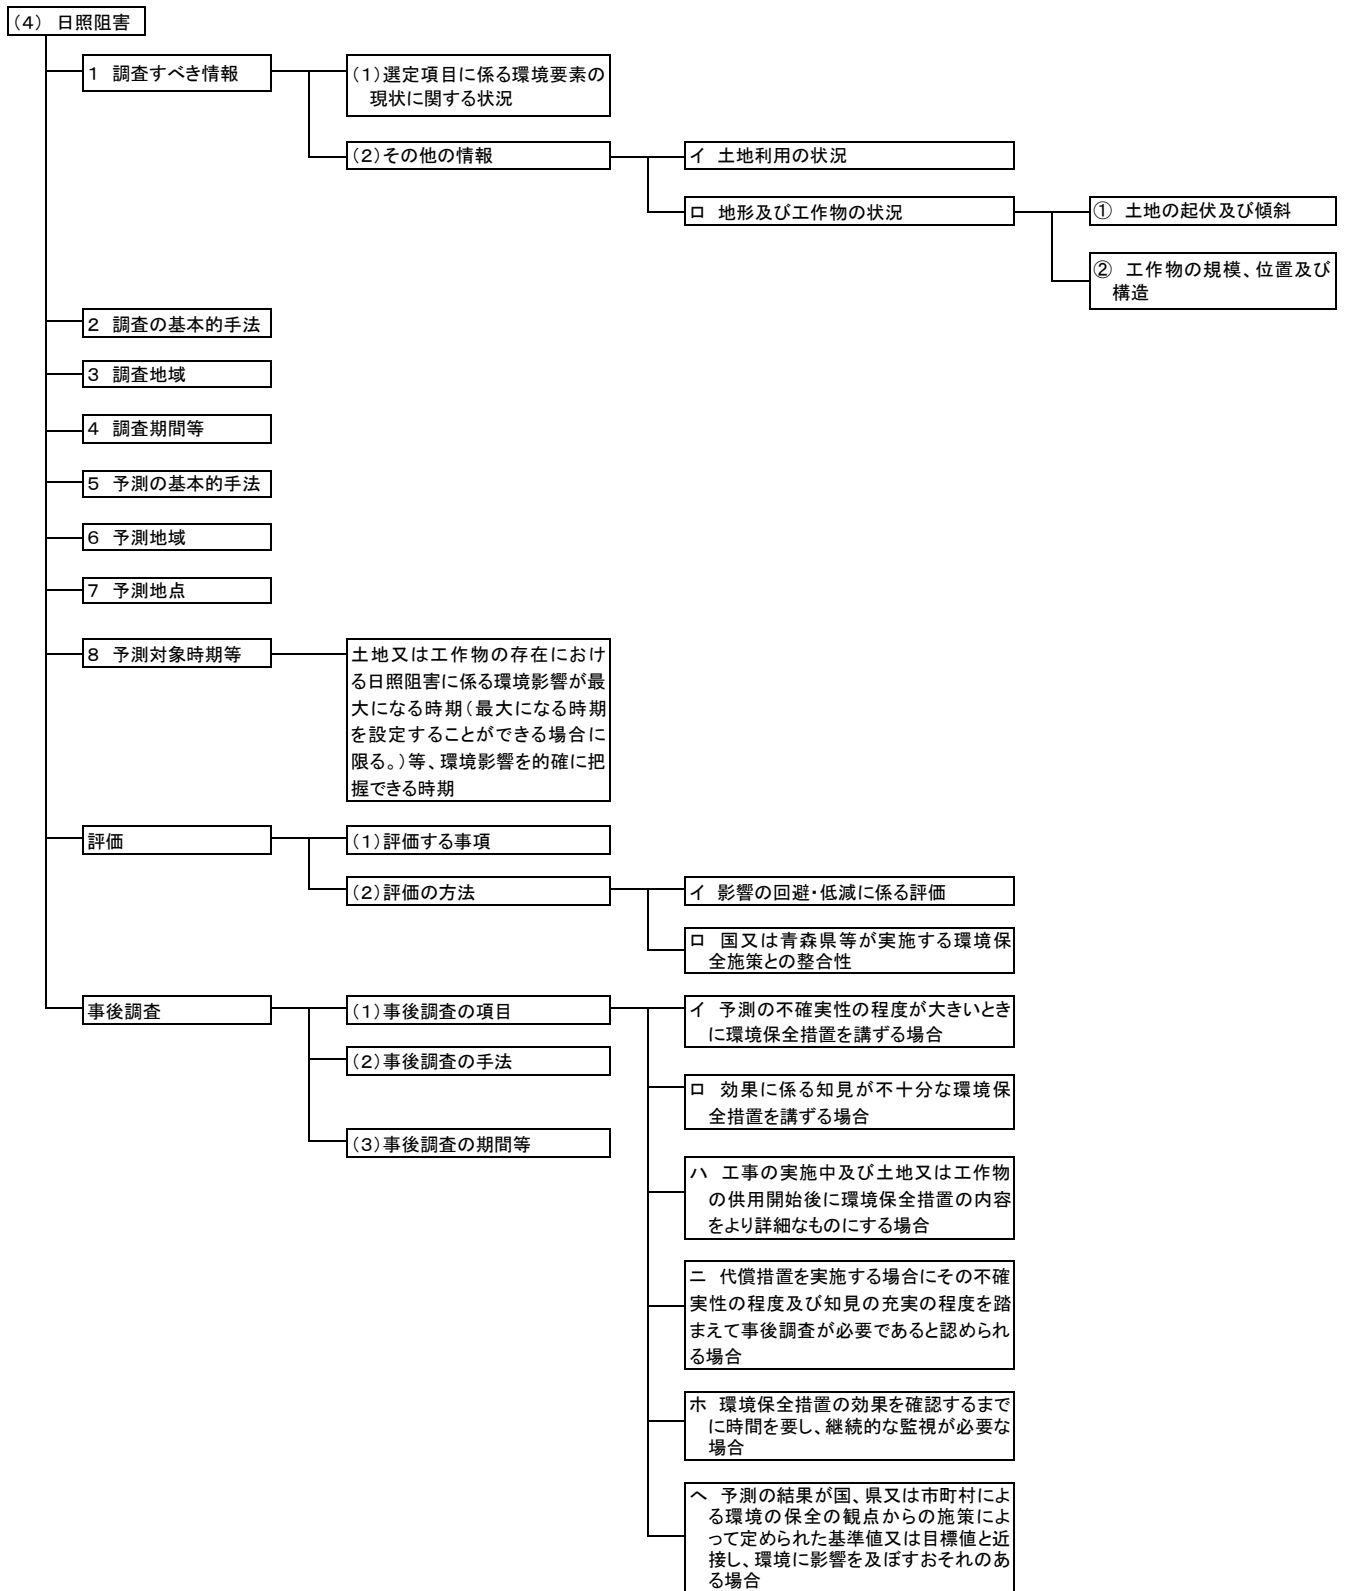 (4) 日照阻害
1 調査すべき情報
(1)選定項目に係る環境要素の
現状に関する状況
(2)その他の情報
イ 土地利用の状況
ロ 地形及び工作物の状況
① 土地の起伏及び傾斜
② 工作物の規模、位置及び
構造
2 調査の基本的手法
3 調査地域
4 調査期間等
5 予測の基本的手法
6 予測地域
7 予測地点
8 予測対象時期等
土地又は工作物の存在におけ
る日照阻害に係る環境影響が最
大になる時期(最大になる時期
を設定することができる場合に
限る。)等、環境影響を的確に把
握できる時期
評価
(1)評価する事項
(2)評価の方法
イ 影響の回避・低減に係る評価
ロ 国又は青森県等が実施する環境保
全施策との整合性
事後調査
(1)事後調査の項目
(2)事後調査の手法
(3)事後調査の期間等
イ 予測の不確実性の程度が大きいとき
に環境保全措置を講ずる場合
ロ 効果に係る知見が不十分な環境保
全措置を講ずる場合
ハ 工事の実施中及び土地又は工作物
の供用開始後に環境保全措置の内容
をより詳細なものにする場合
ニ 代償措置を実施する場合にその不確
実性の程度及び知見の充実の程度を踏
まえて事後調査が必要であると認められ
る場合
ホ 環境保全措置の効果を確認するまで
に時間を要し、継続的な監視が必要な
場合
ヘ 予測の結果が国、県又は市町村によ
る環境の保全の観点からの施策によ
って定められた基準値又は目標値と近
接し、環境に影響を及ぼすおそれのあ
る場合